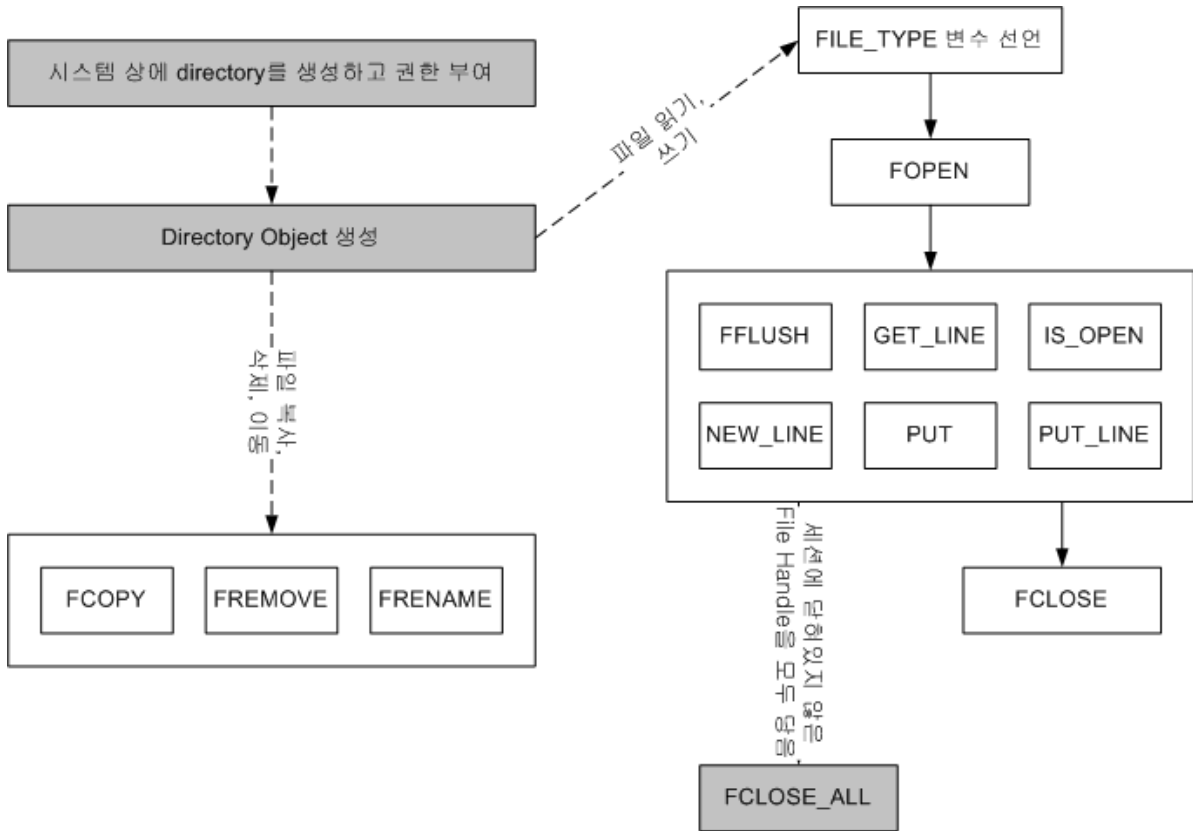 시스템 상에 directory를 생성하고 권한 부여
Directory Object 생성
파일 복사,
삭제, 이동
FCOPY
FREMOVE
FRENAME
파일 읽기,
쓰기
FILE_TYPE 변수 선언
FOPEN
FFLUSH
GET_LINE
IS_OPEN
NEW_LINE
PUT
PUT_LINE
세션에 닫혀있지 않은
File Handle을 모두 닫음
FCLOSE
FCLOSE_ALL